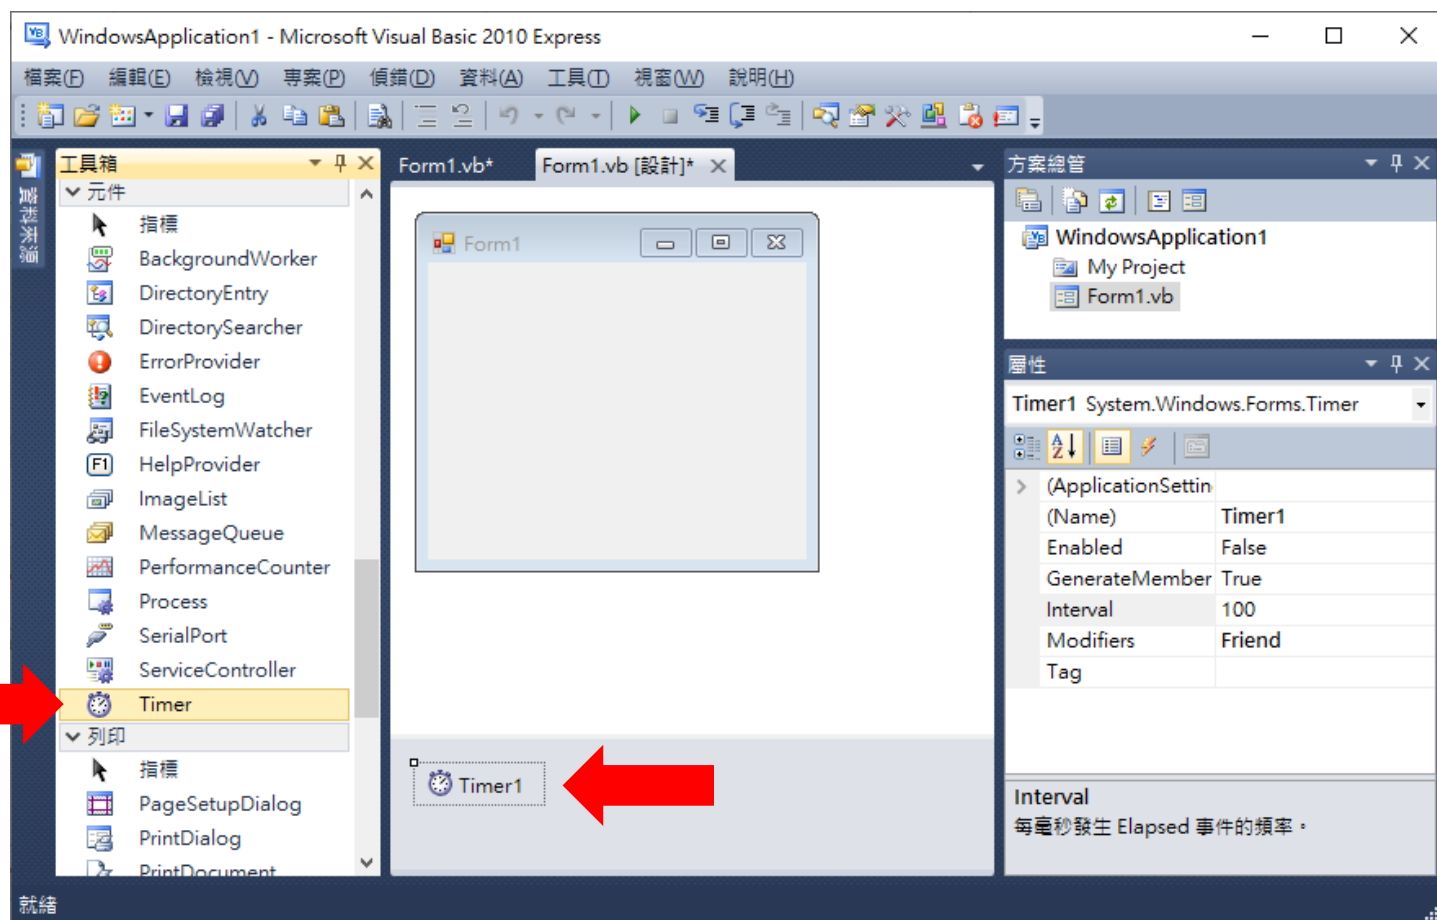 WindowsApplication1 - Microsoft Visual Basic 2010 Express
檔案(F) 編輯(E) 檢視(V) 專案(P) 偵錯(D) 資料(A) 工具(T) 視窗(W) 說明(H)
資料來源
工具箱
元件
指標
BackgroundWorker
DirectoryEntry
DirectorySearcher
ErrorProvider
EventLog
FileSystemWatcher
HelpProvider
ImageList
MessageQueue
PerformanceCounter
Process
SerialPort
ServiceController
Timer
列印
指標
PageSetupDialog
PrintDialog
PrintDocument
Form1.vb* Form1.vb [設計]*
Form1
Timer1
方案總管
WindowsApplication1
My Project
Form1.vb
屬性
Timer1 System.Windows.Forms.Timer
(ApplicationSettin
(Name) Timer1
Enabled False
GenerateMember True
Interval 100
Modifiers Friend
Tag
Interval
每毫秒發生 Elapsed 事件的頻率。
就緒